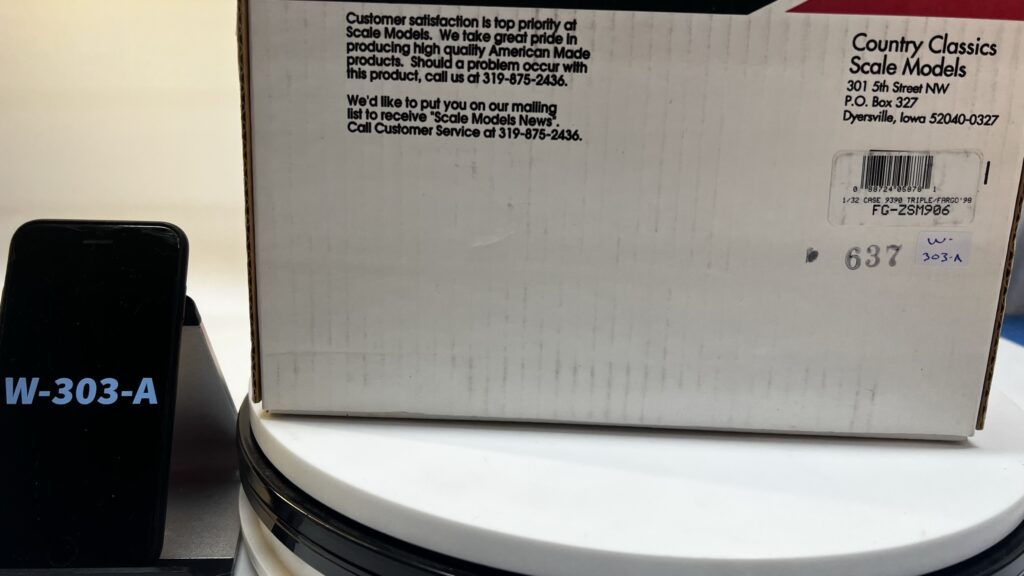 Customer satisfaction is top priority at
Scale Models. We take great pride in
producing high quality American Made
products. Should a problem occur with
this product, call us at 319-875-2436.
We'd like to put you on our mailing
list to receive "Scale Models News".
Call Customer Service at 319-875-2436.
Country Classics
Scale Models
301 5th Street NW
P.O. Box 327
Dyersville, Iowa 52040-0327
1/32 CASE 9390 TRIPLE/FARGO'98
FG-ZSM906
637
W-
303-A
W-303-A